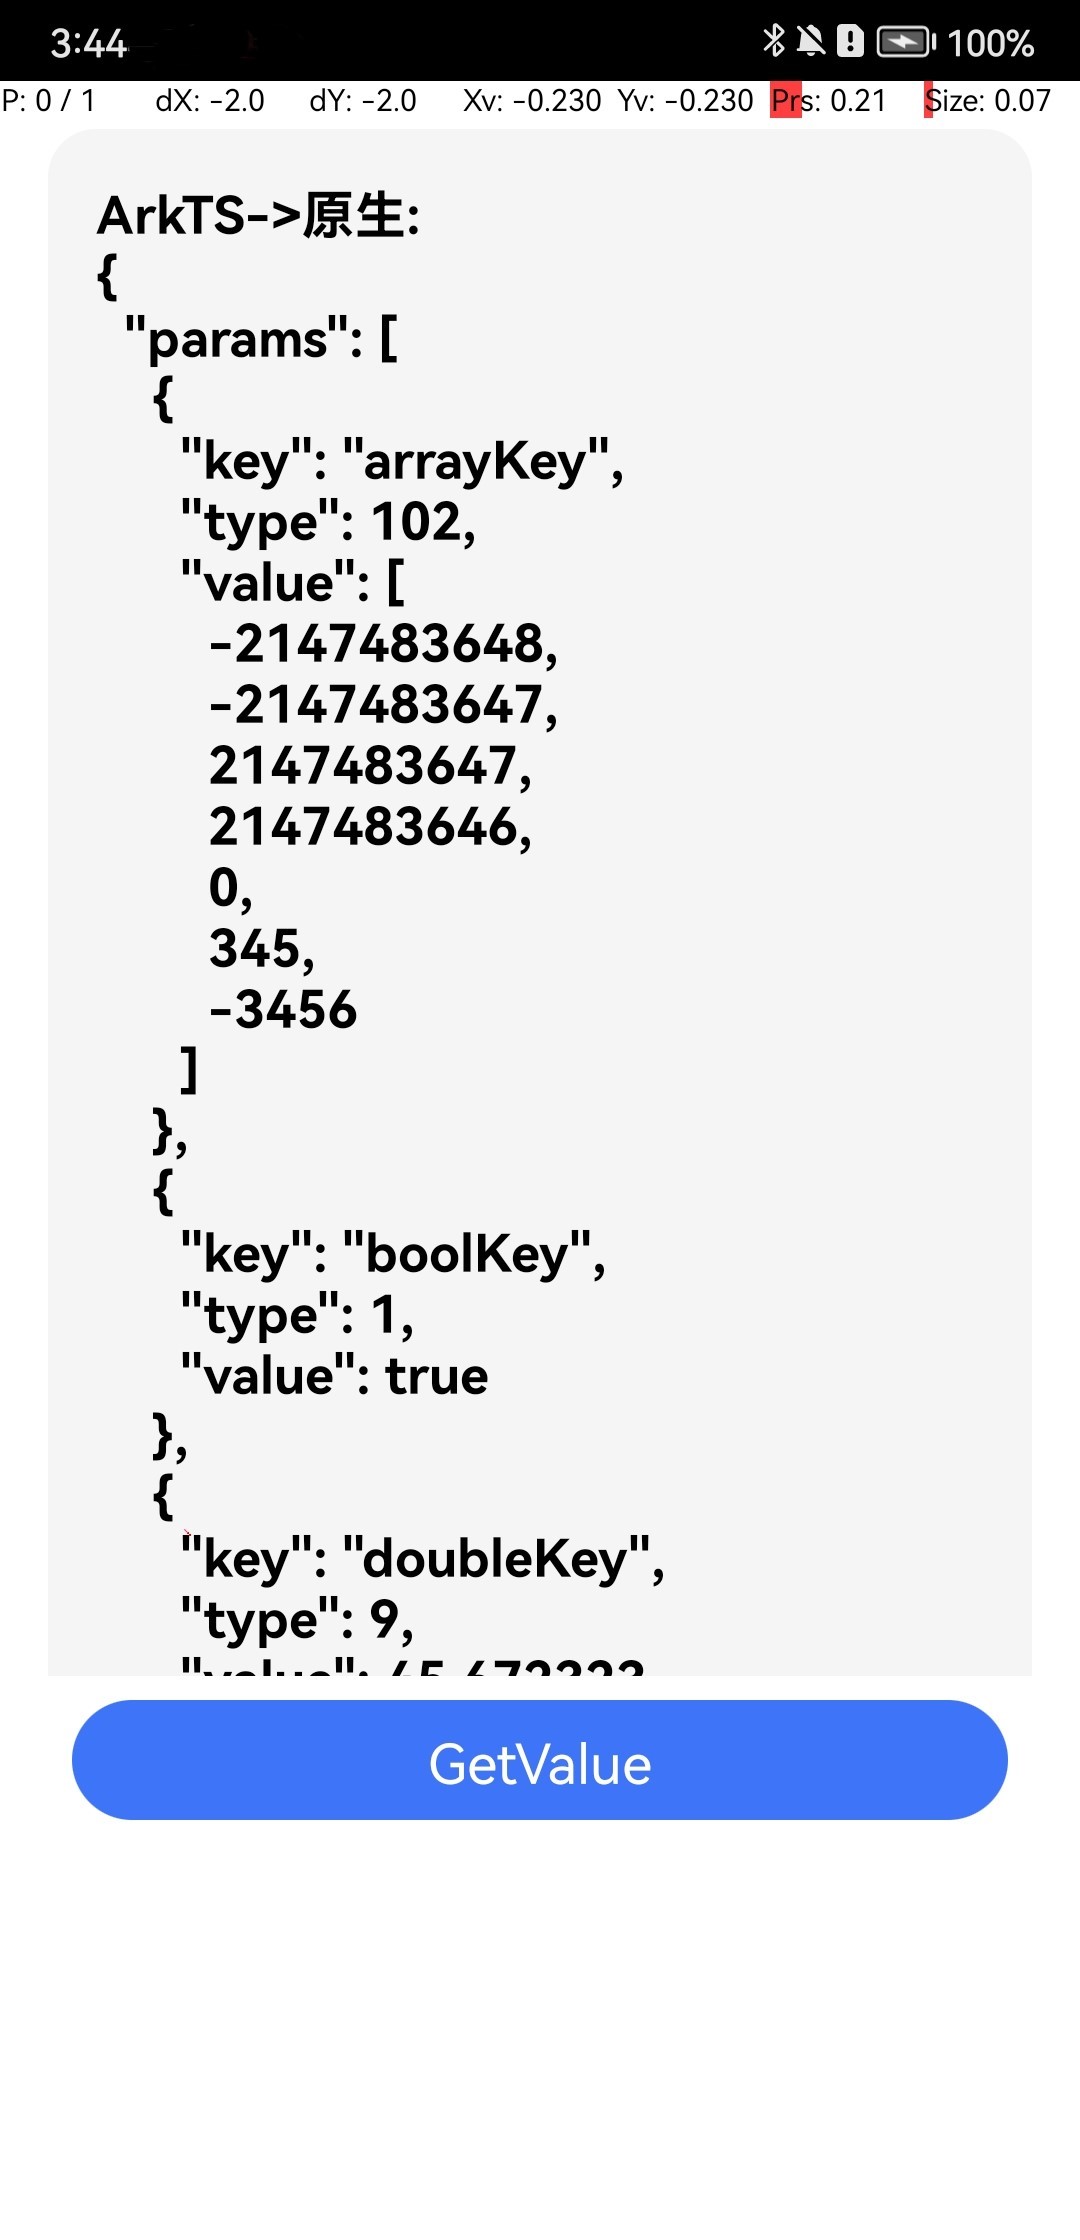 3:44
100%
P: 0 / 1 dX: -2.0 dY: -2.0 Xv: -0.230 Yv: -0.230 Prs: 0.21 Size: 0.07
ArkTS->原生:
{
"params": [
{
"key": "arrayKey",
"type": 102,
"value": [
-2147483648,
-2147483647,
2147483647,
2147483646,
0,
345,
-3456
]
},
{
"key": "boolKey",
"type": 1,
"value": true
},
{
"key": "doubleKey",
"type": 9,
"value":
GetValue